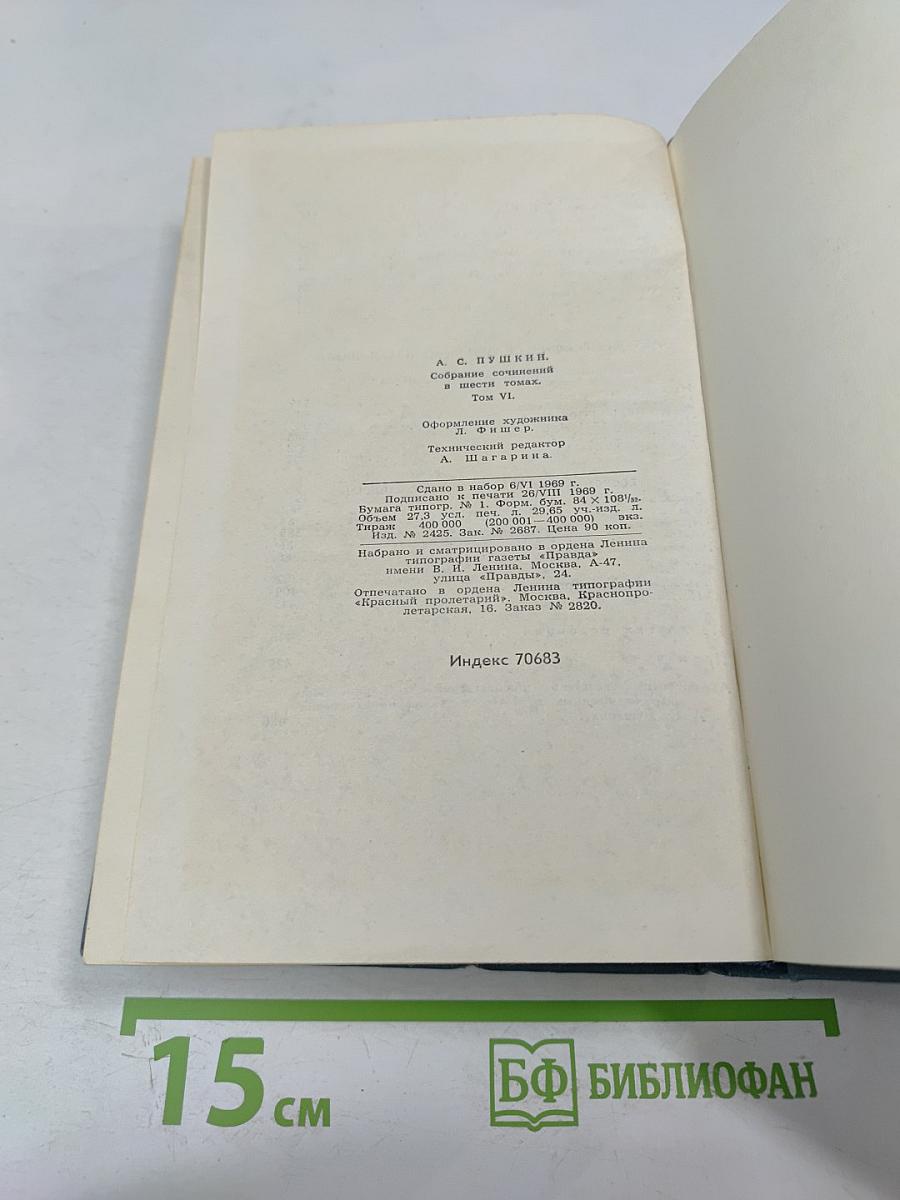 А. С. ПУШКИН.
Собрание сочинений
в шести томах.
Том VI.
Оформление художника
Л. Фишер.
Технический редактор
А. Шагарина.
Сдано в набор 6/VI 1969 г.
Подписано к печати 26/VIII 1969 г.
Бумага типогр. № 1. Форм. бум. 84 × 108¹/₃₂.
Объем 27,3 усл. печ. л. 29,65 уч.-изд. л.
Тираж 400 000 (200 001—400 000) экз.
Изд. № 2425. Зак. № 2687. Цена 90 коп.
Набрано и сматрицировано в ордена Ленина
типографии газеты «Правда»
имени В. И. Ленина, Москва, А-47,
улица «Правды», 24.
Отпечатано в ордена Ленина типографии
«Красный пролетарий». Москва, Краснопро-
летарская, 16. Заказ № 2820.
Индекс 70683
15 см
БФ БИБЛИОФАН